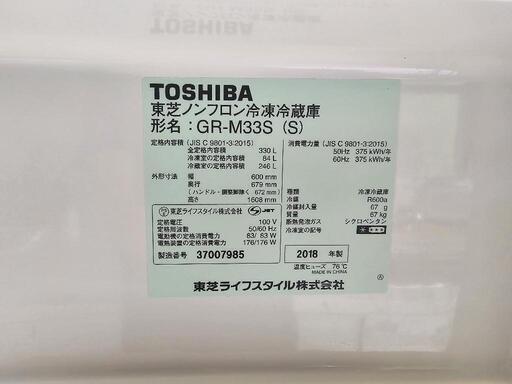 TOSHIBA
東芝ノンフロン冷凍冷蔵庫
形名：GR-M33S (S)
定格内容積 (JIS C 9801-3:2015)
全定格内容積 330 L
冷凍室の定格内容積 84 L
冷蔵室の定格内容積 246 L
外形寸法 幅 600 mm
奥行 679 mm
(ハンドル・調整脚除く 672 mm)
高さ 1608 mm
東芝ライフスタイル株式会社 JET
定格電圧 100 V
定格周波数 50/60 Hz
電動機の定格消費電力 83/ 83 W
電熱装置の定格消費電力 176/176 W
製造番号 37007985
消費電力量 (JIS C 9801-3:2015)
50Hz 375 kWh/年
60Hz 375 kWh/年
種類 冷凍冷蔵庫
冷媒 R600a
冷媒封入量 67 g
質量 67 kg
断熱発泡ガス シクロペンタン
冷凍室の記号
2018 年製
温度ヒューズ 76℃
MADE IN CHINA
A
東芝ライフスタイル株式会社